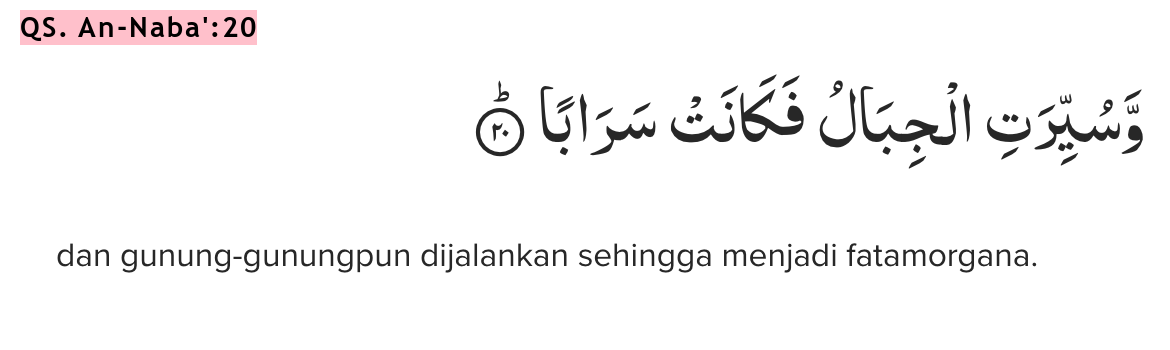 QS. An-Naba':20
وَّسُيِّرَتِ الْجِبَالُ فَكَانَتْ سَرَابًاۗ ٢٠
dan gunung-gunungpun dijalankan sehingga menjadi fatamorgana.